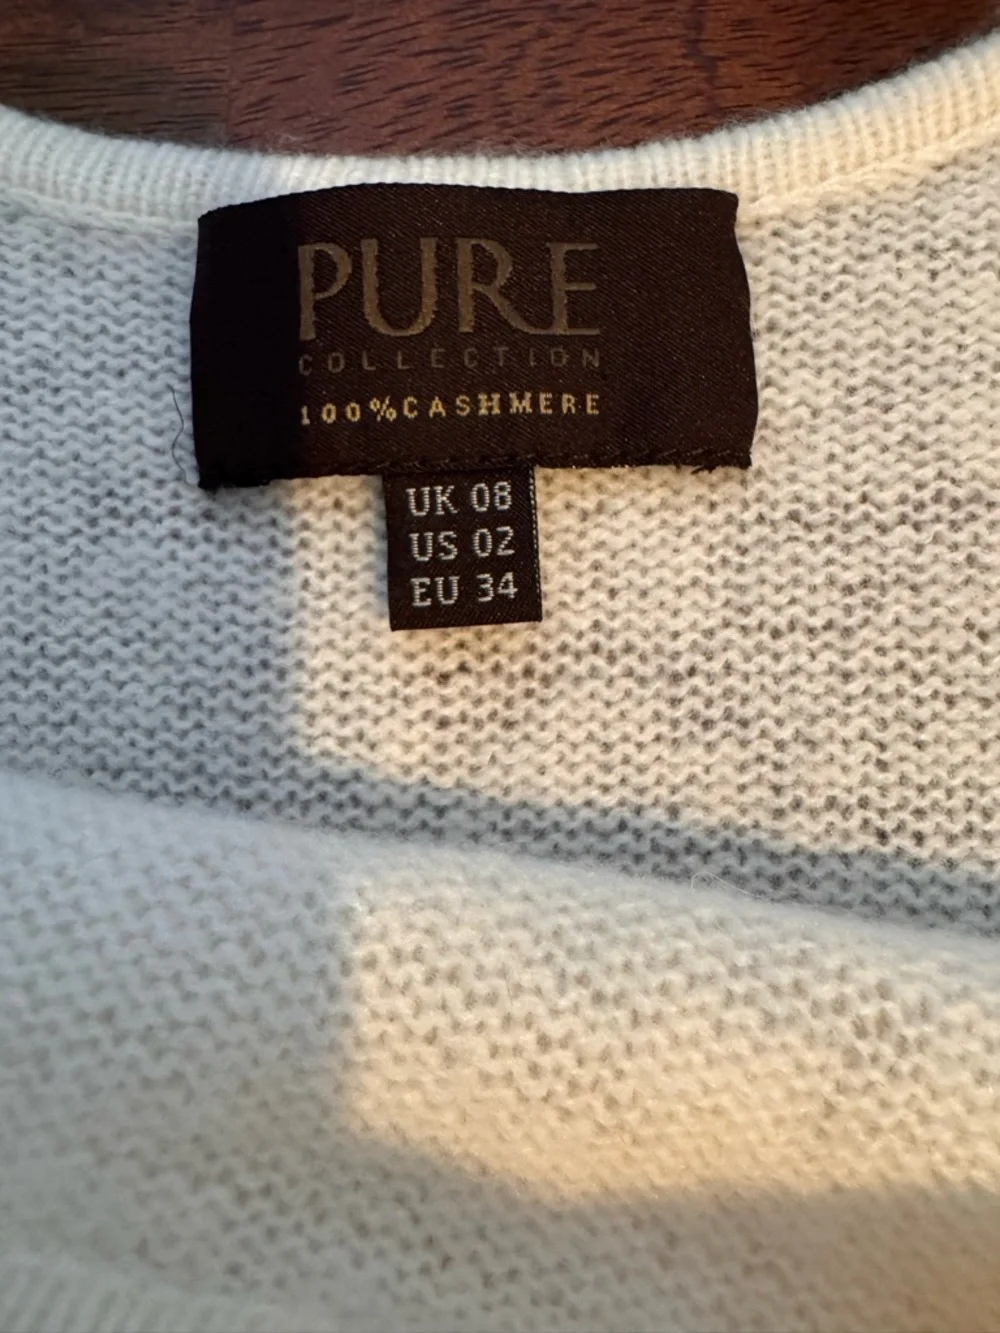 PURE
COLLECTION
100%CASHMERE
UK 08
US 02
EU 34